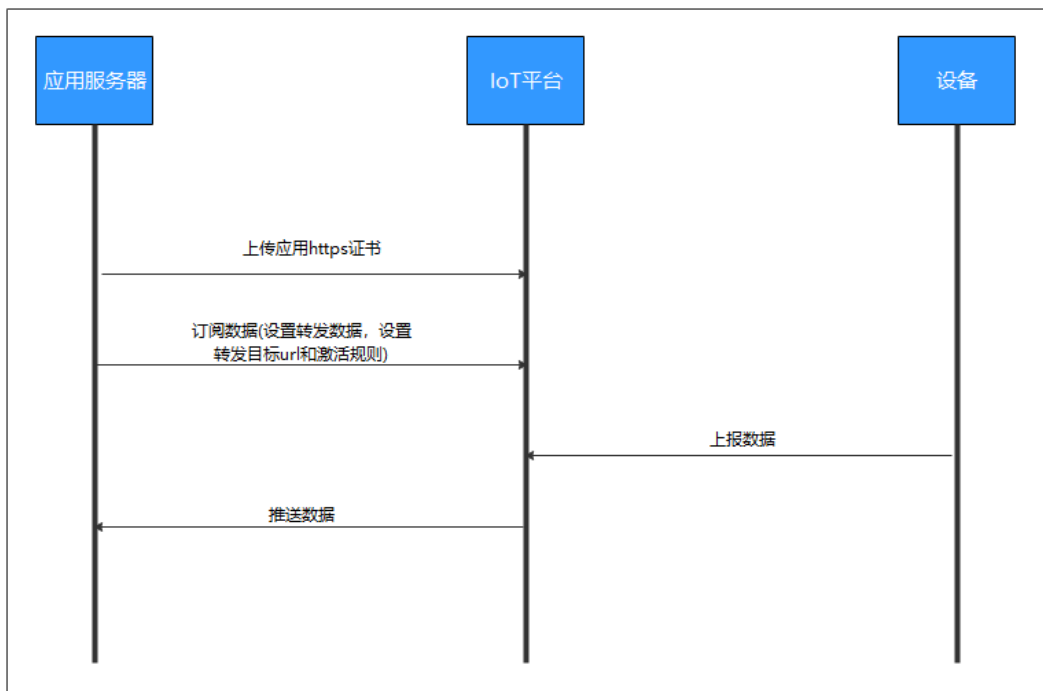 应用服务器
IoT平台
设备
上传应用https证书
订阅数据(设置转发数据，设置
转发目标url和激活规则)
上报数据
推送数据